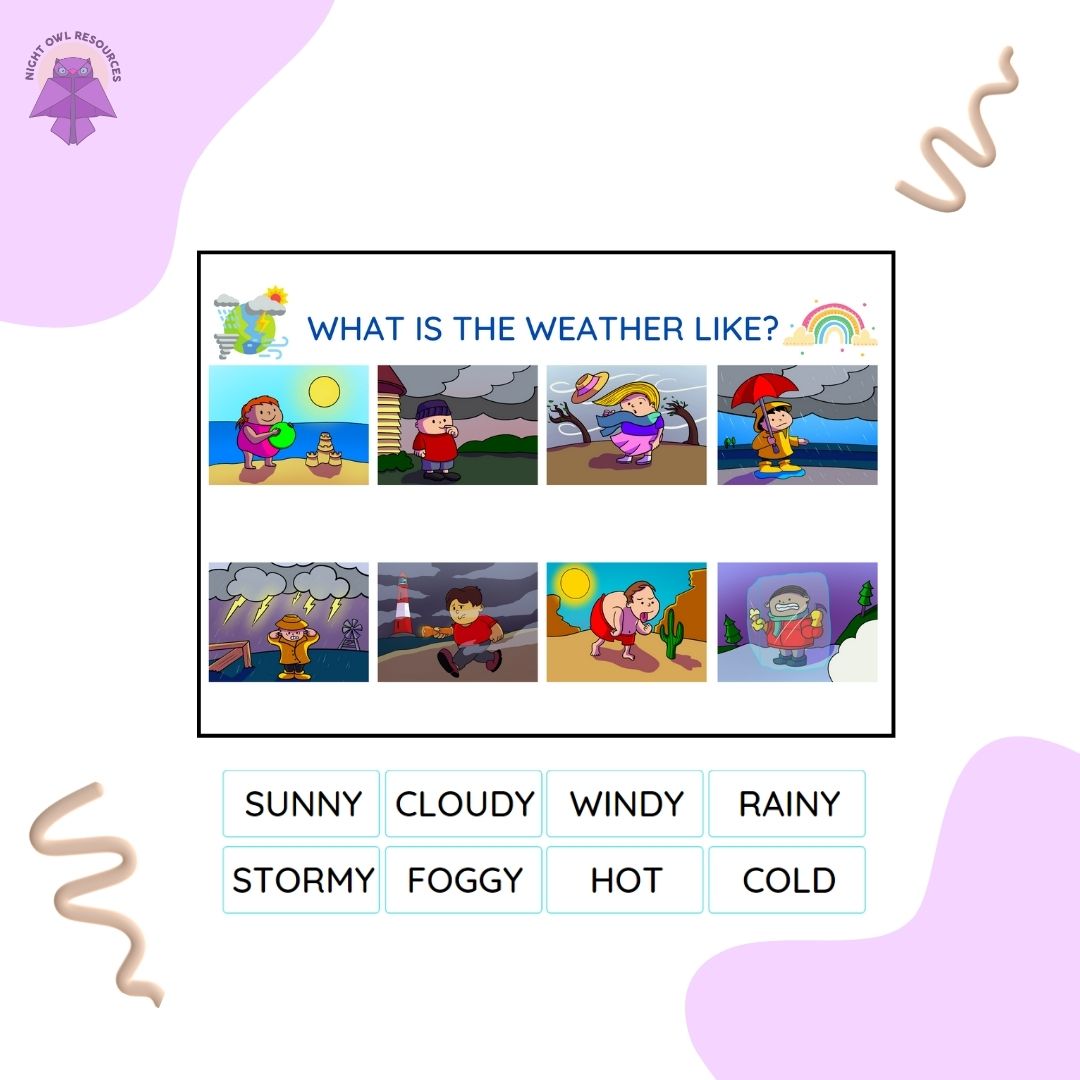 NIGHT OWL RESOURCES
WHAT IS THE WEATHER LIKE?
SUNNY CLOUDY WINDY RAINY
STORMY FOGGY HOT COLD